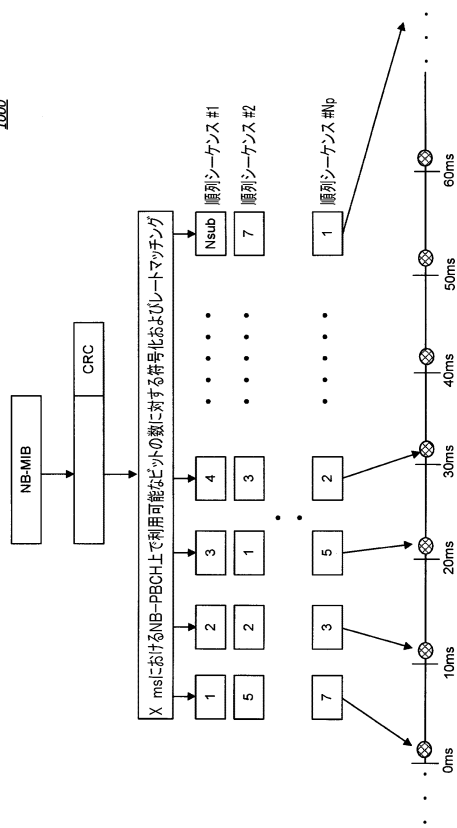 1000
NB-MIB
CRC
X msにおけるNB-PBCH上で利用可能なビットの数に対する符号化およびレートマッチング
1 2 3 4 Nsub 順列シーケンス #1
5 2 1 3 7 順列シーケンス #2
7 3 5 2 1 順列シーケンス #Np
0ms 10ms 20ms 30ms 40ms 50ms 60ms